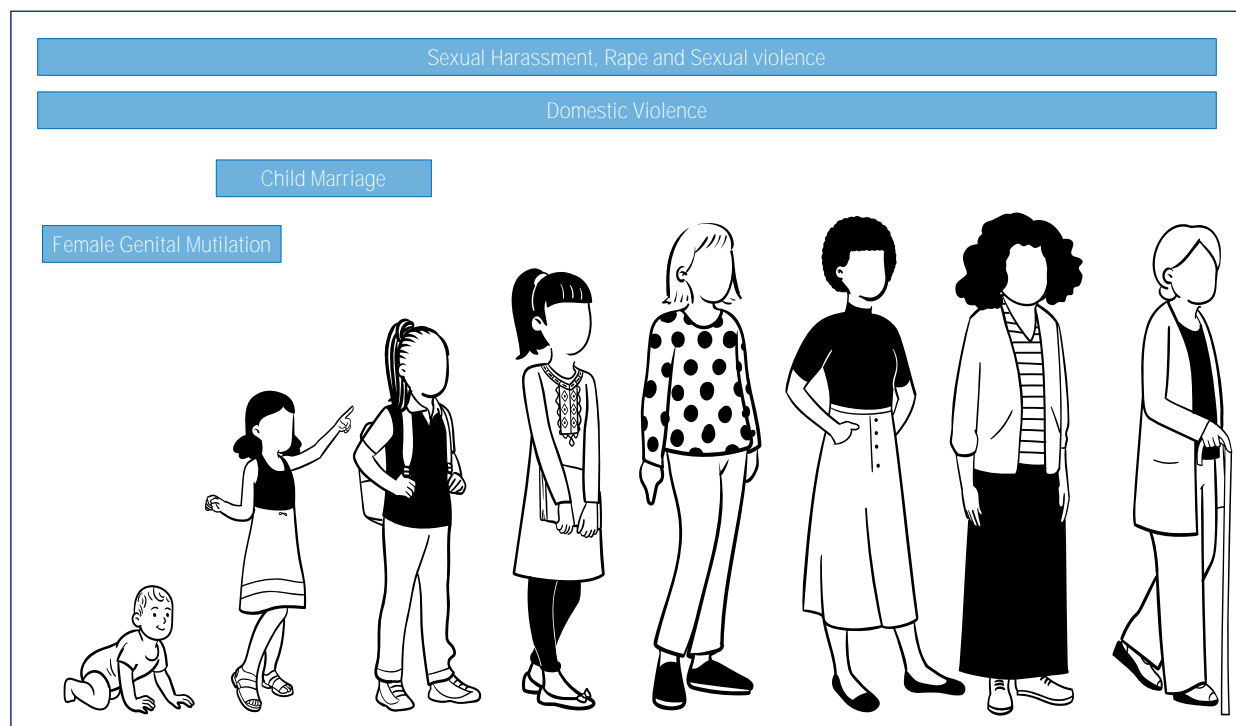 Sexual Harassment, Rape and Sexual violence
Domestic Violence
Child Marriage
Female Genital Mutilation